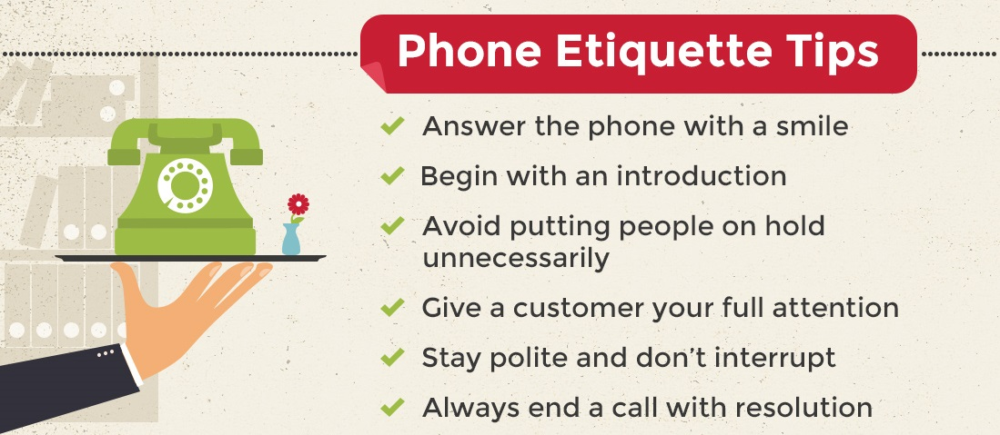 Phone Etiquette Tips
Answer the phone with a smile
Begin with an introduction
Avoid putting people on hold
unnecessarily
Give a customer your full attention
Stay polite and don't interrupt
Always end a call with resolution